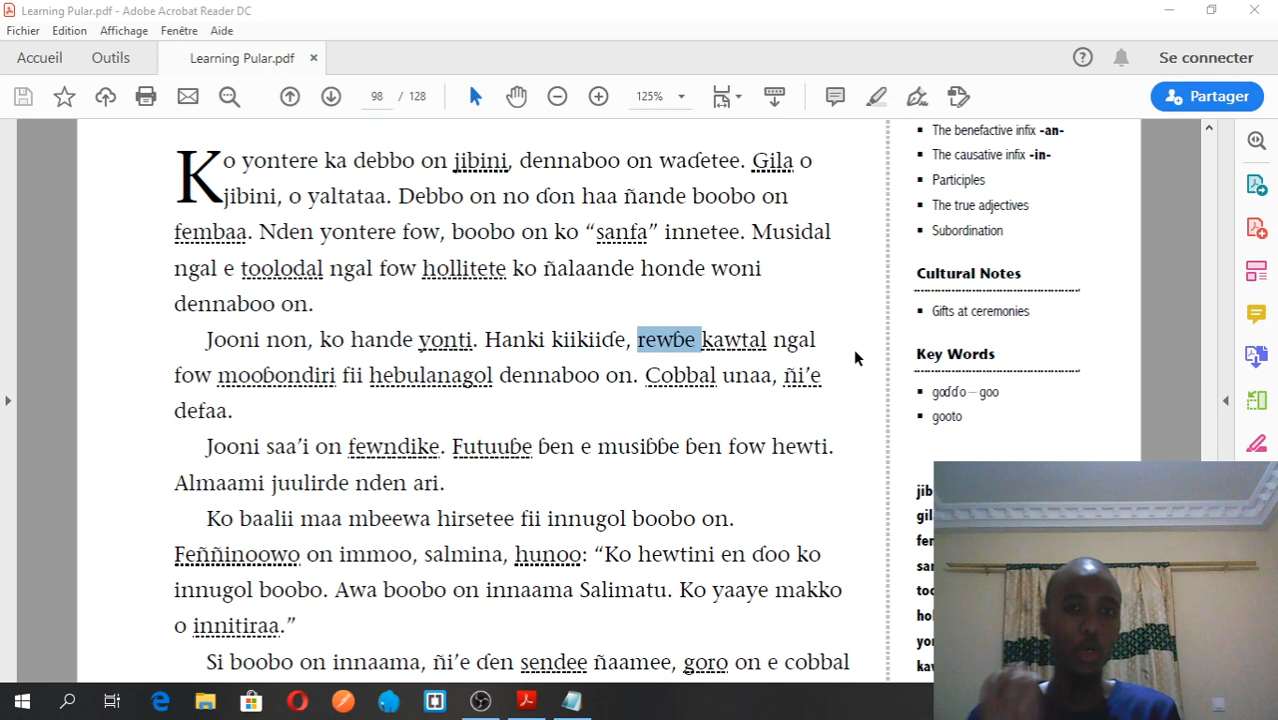 Learning Pular.pdf - Adobe Acrobat Reader DC
Fichier Edition Affichage Fenêtre Aide
Accueil Outils Learning Pular.pdf × Se connecter
98 / 128 125% Partager
Ko yontere ka debbo on jibini, dennaboo on waɗetee. Gila o
jibini, o yaltataa. Debbo on no ɗon haa ñande boobo on
fembaa. Nden yontere fow, boobo on ko “sanfa” innetee. Musidal
ngal e toolodal ngal fow hollitete ko ñalaande honde woni
dennaboo on.
Jooni non, ko hande yonti. Hanki kiikiiɗe, rewɓe kawtal ngal
fow mooɓondiri fii hebulanagol dennaboo on. Cobbal unaa, ñi’e
defaa.
Jooni saa’i on fewndike. Futuuɓe ɓen e musiɓɓe ɓen fow hewti.
Almaami juulirde nden ari.
Ko baalii maa mbeewa hirsetee fii innugol boobo on.
Feññinoowo on immoo, salmina, hunoo: “Ko hewtini en ɗoo ko
innugol boobo. Awa boobo on innaama Salimatu. Ko yaaye makko
o innitiraa.”
Si boobo on innaama, ñi’e ɗen sendee ñaamee, goro on e cobbal
The benefactive infix -an-
The causative infix -in-
Participles
The true adjectives
Subordination
Cultural Notes
Gifts at ceremonies
Key Words
goɗɗo – goo
gooto
jib
gil
fer
san
too
hol
yor
kav